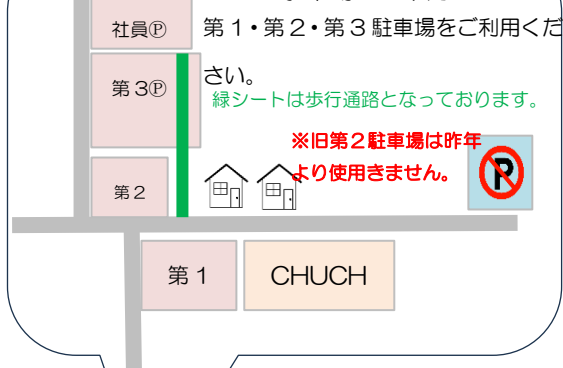 社員Ⓟ
第1・第2・第3駐車場をご利用くだ
さい。
第3Ⓟ
緑シートは歩行通路となっております。
※旧第2駐車場は昨年
より使用きません。
P
第2
第1
CHUCH